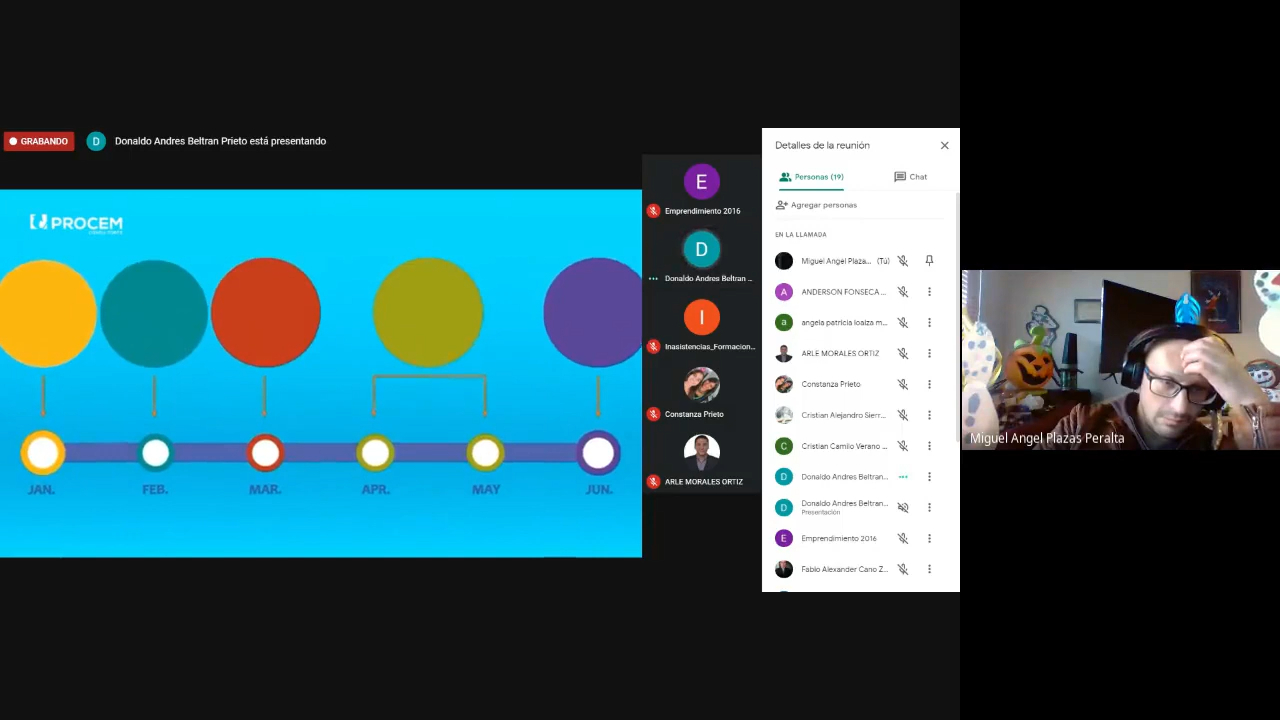 GRABANDO
D
Donaldo Andres Beltran Prieto está presentando
PROCEM
JAN.
FEB.
MAR.
APR.
MAY
JUN.
E
Emprendimiento 2016
D
Donaldo Andres Beltran ...
I
Inasistencias_Formacion...
Constanza Prieto
ARLE MORALES ORTIZ
Detalles de la reunión
Personas (19)
Chat
Agregar personas
EN LA LLAMADA
Miguel Angel Plaza... (Tú)
A
ANDERSON FONSECA ...
a
angela patricia loaiza m...
ARLE MORALES ORTIZ
Constanza Prieto
Cristian Alejandro Sierr...
C
Cristian Camilo Verano ...
D
Donaldo Andres Beltran...
D
Donaldo Andres Beltran...
Presentación
E
Emprendimiento 2016
Fabio Alexander Cano Z...
Miguel Angel Plazas Peralta